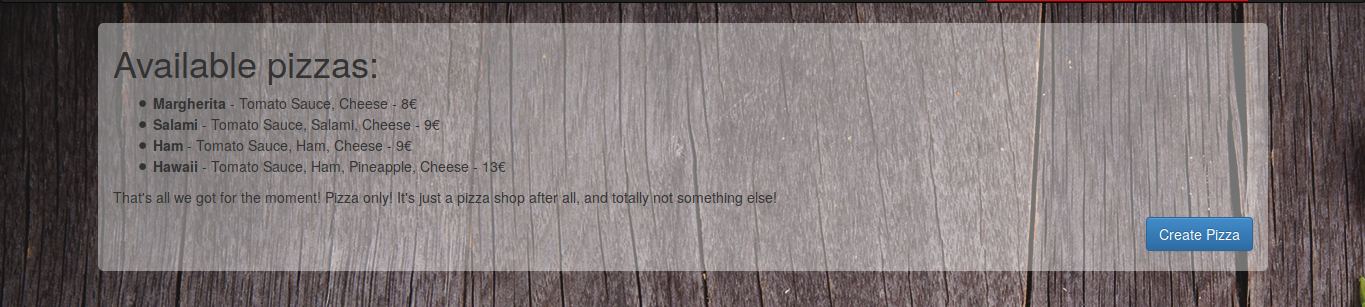 Available pizzas:
Margherita - Tomato Sauce, Cheese - 8€
Salami - Tomato Sauce, Salami, Cheese - 9€
Ham - Tomato Sauce, Ham, Cheese - 9€
Hawaii - Tomato Sauce, Ham, Pineapple, Cheese - 13€
That's all we got for the moment! Pizza only! It's just a pizza shop after all, and totally not something else!
Create Pizza